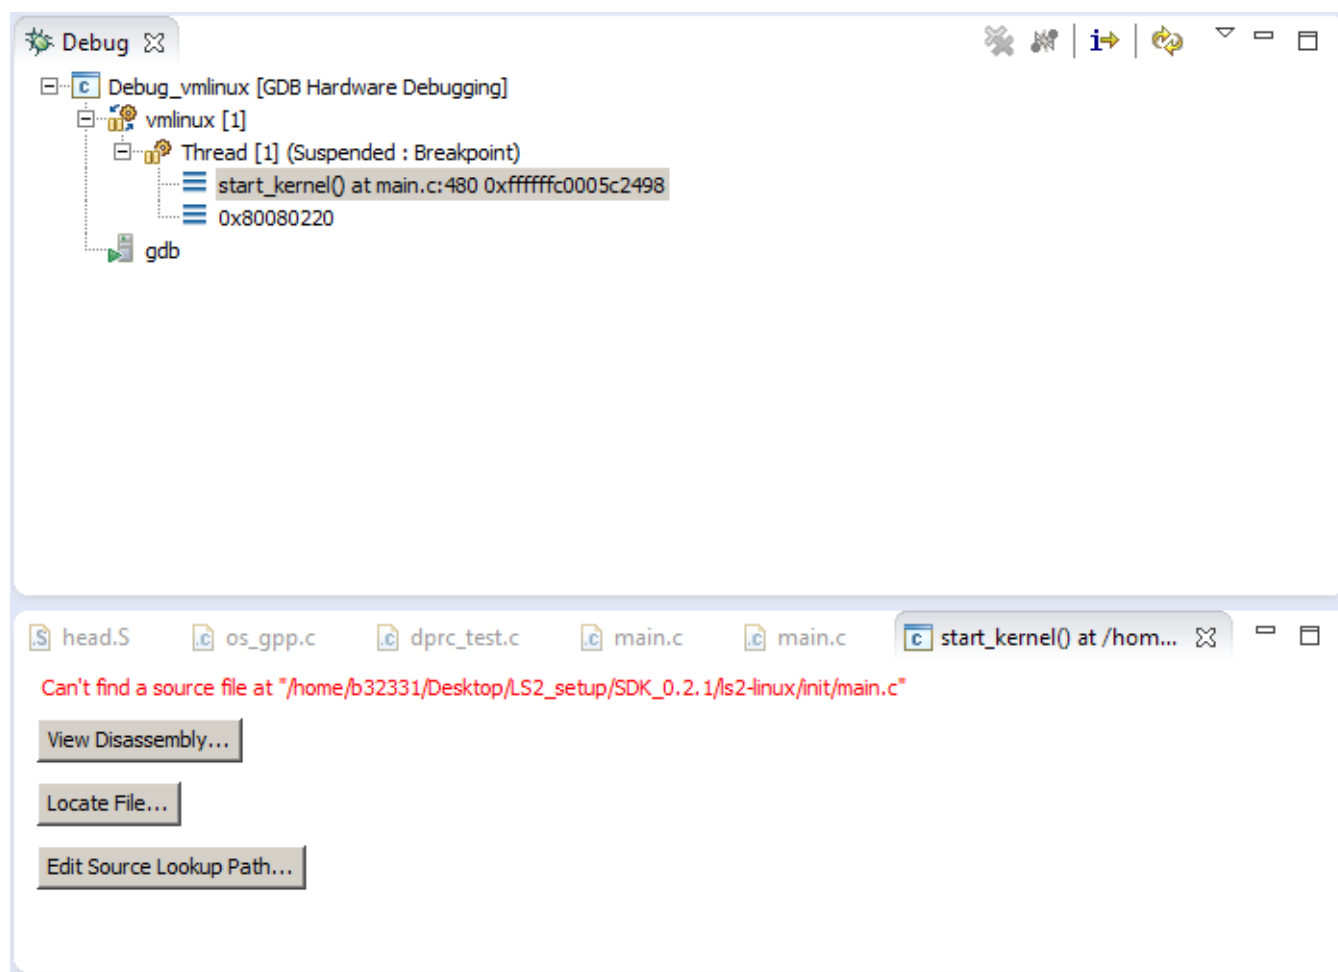 Debug
Debug_vmlinux [GDB Hardware Debugging]
vmlinux [1]
Thread [1] (Suspended : Breakpoint)
start_kernel() at main.c:480 0xffffffc0005c2498
0x80080220
gdb
head.S os_gpp.c dprc_test.c main.c main.c start_kernel() at /hom...
Can't find a source file at "/home/b32331/Desktop/LS2_setup/SDK_0.2.1/ls2-linux/init/main.c"
View Disassembly...
Locate File...
Edit Source Lookup Path...